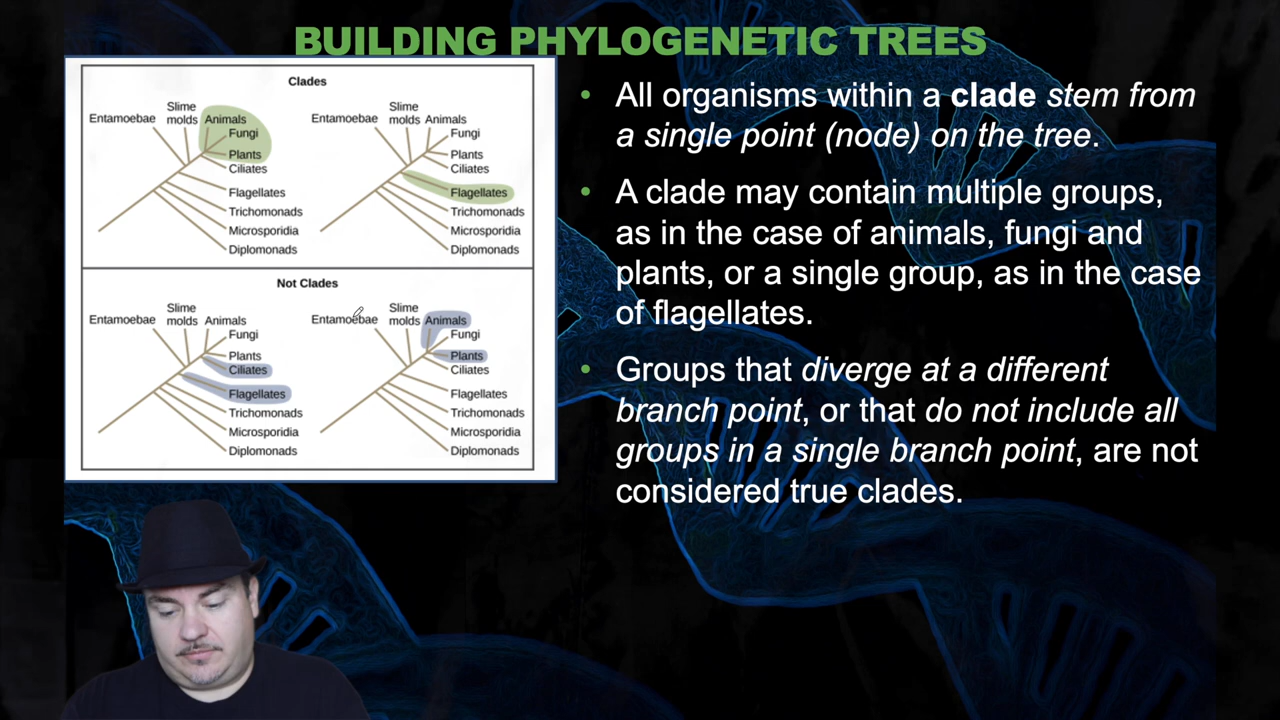 BUILDING PHYLOGENETIC TREES
Clades
Entamoebae
Slime
molds
Animals
Fungi
Plants
Ciliates
Flagellates
Trichomonads
Microsporidia
Diplomonads
Entamoebae
Slime
molds
Animals
Fungi
Plants
Ciliates
Flagellates
Trichomonads
Microsporidia
Diplomonads
Not Clades
Entamoebae
Slime
molds
Animals
Fungi
Plants
Ciliates
Flagellates
Trichomonads
Microsporidia
Diplomonads
Entamoebae
Slime
molds
Animals
Fungi
Plants
Ciliates
Flagellates
Trichomonads
Microsporidia
Diplomonads
• All organisms within a clade stem from
a single point (node) on the tree.
• A clade may contain multiple groups,
as in the case of animals, fungi and
plants, or a single group, as in the case
of flagellates.
• Groups that diverge at a different
branch point, or that do not include all
groups in a single branch point, are not
considered true clades.